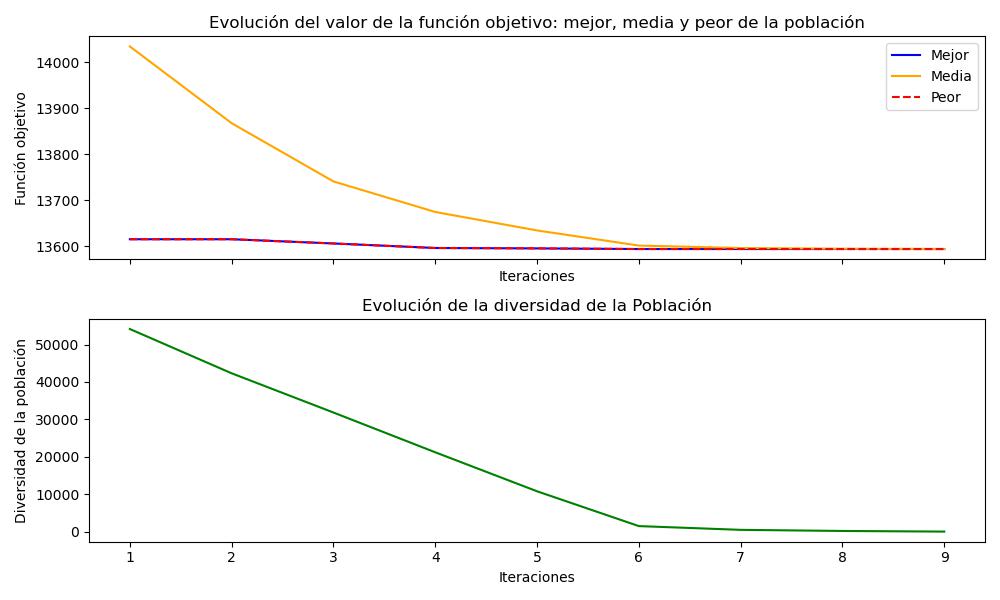 Evolución del valor de la función objetivo: mejor, media y peor de la población
Función objetivo
14000
13900
13800
13700
13600
Mejor
Media
Peor
Iteraciones
Evolución de la diversidad de la Población
Diversidad de la población
50000
40000
30000
20000
10000
0
1 2 3 4 5 6 7 8 9
Iteraciones